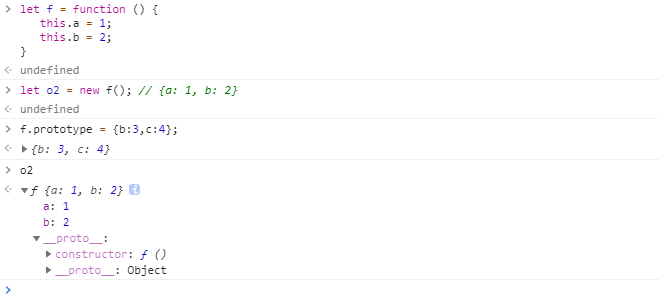 > let f = function () {
this.a = 1;
this.b = 2;
}
undefined
> let o2 = new f(); // {a: 1, b: 2}
undefined
> f.prototype = {b:3,c:4};
{b: 3, c: 4}
> o2
f {a: 1, b: 2} i
a: 1
b: 2
__proto__:
constructor: ƒ ()
__proto__: Object
>